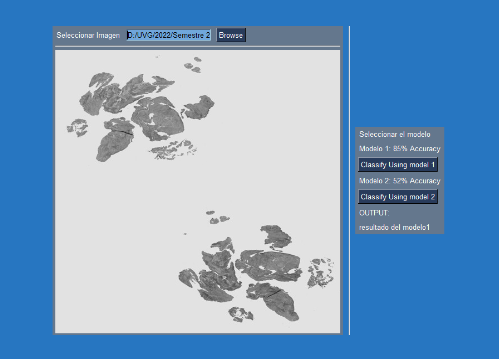 Seleccionar Imagen D:/UVG/2022/Semestre 2 Browse
Seleccionar el modelo
Modelo 1: 85% Accuracy
Classify Using model 1
Modelo 2: 52% Accuracy
Classify Using model 2
OUTPUT:
resultado del modelo1